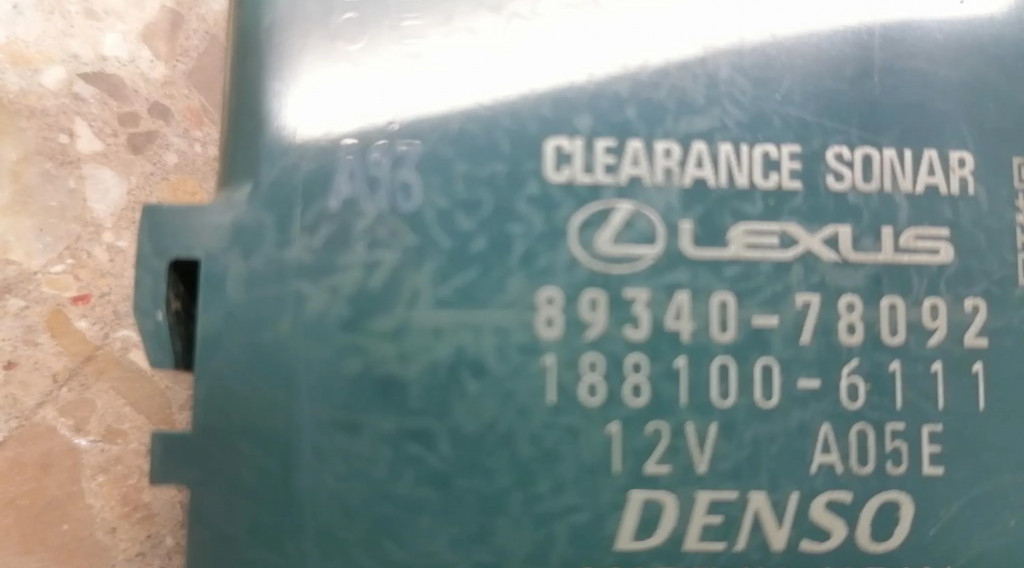 CLEARANCE SONAR
LEXUS
89340-78092
188100-6111
12V A05E
DENSO